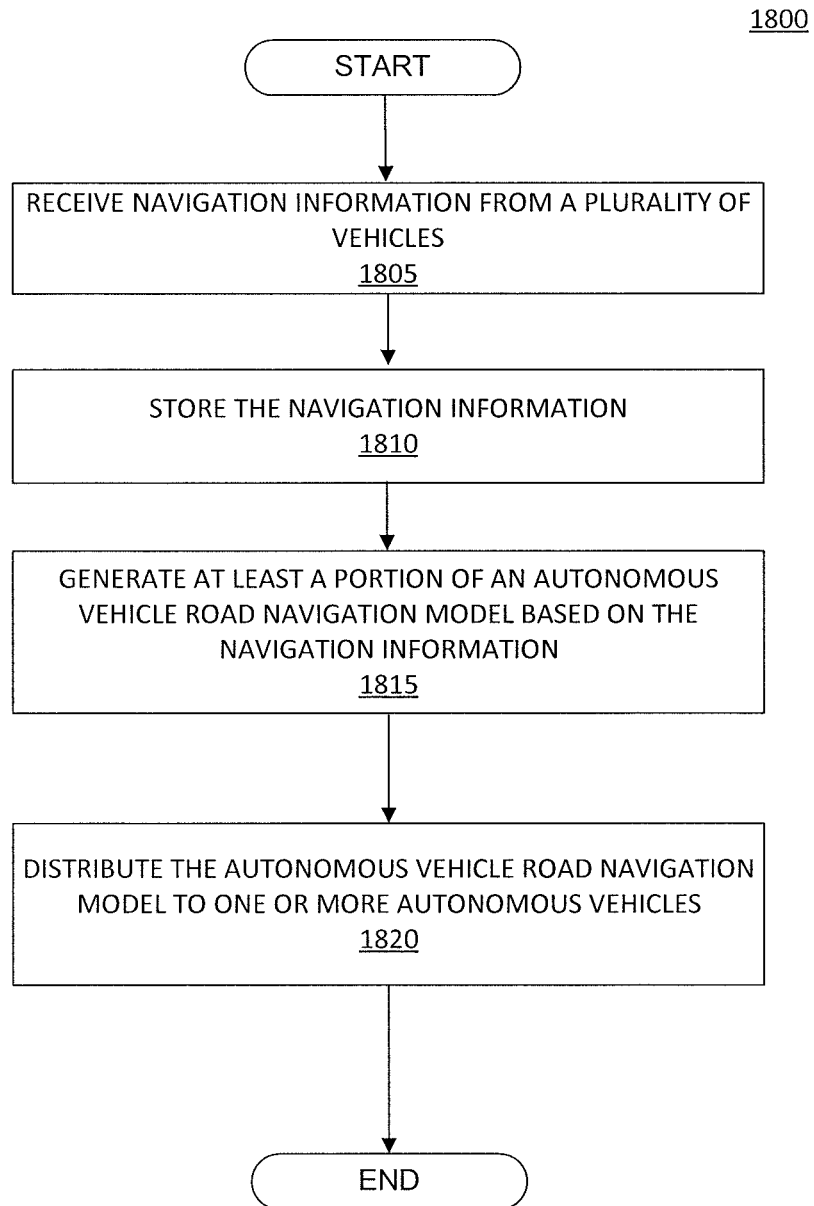 1800
START
RECEIVE NAVIGATION INFORMATION FROM A PLURALITY OF
VEHICLES
1805
STORE THE NAVIGATION INFORMATION
1810
GENERATE AT LEAST A PORTION OF AN AUTONOMOUS
VEHICLE ROAD NAVIGATION MODEL BASED ON THE
NAVIGATION INFORMATION
1815
DISTRIBUTE THE AUTONOMOUS VEHICLE ROAD NAVIGATION
MODEL TO ONE OR MORE AUTONOMOUS VEHICLES
1820
END